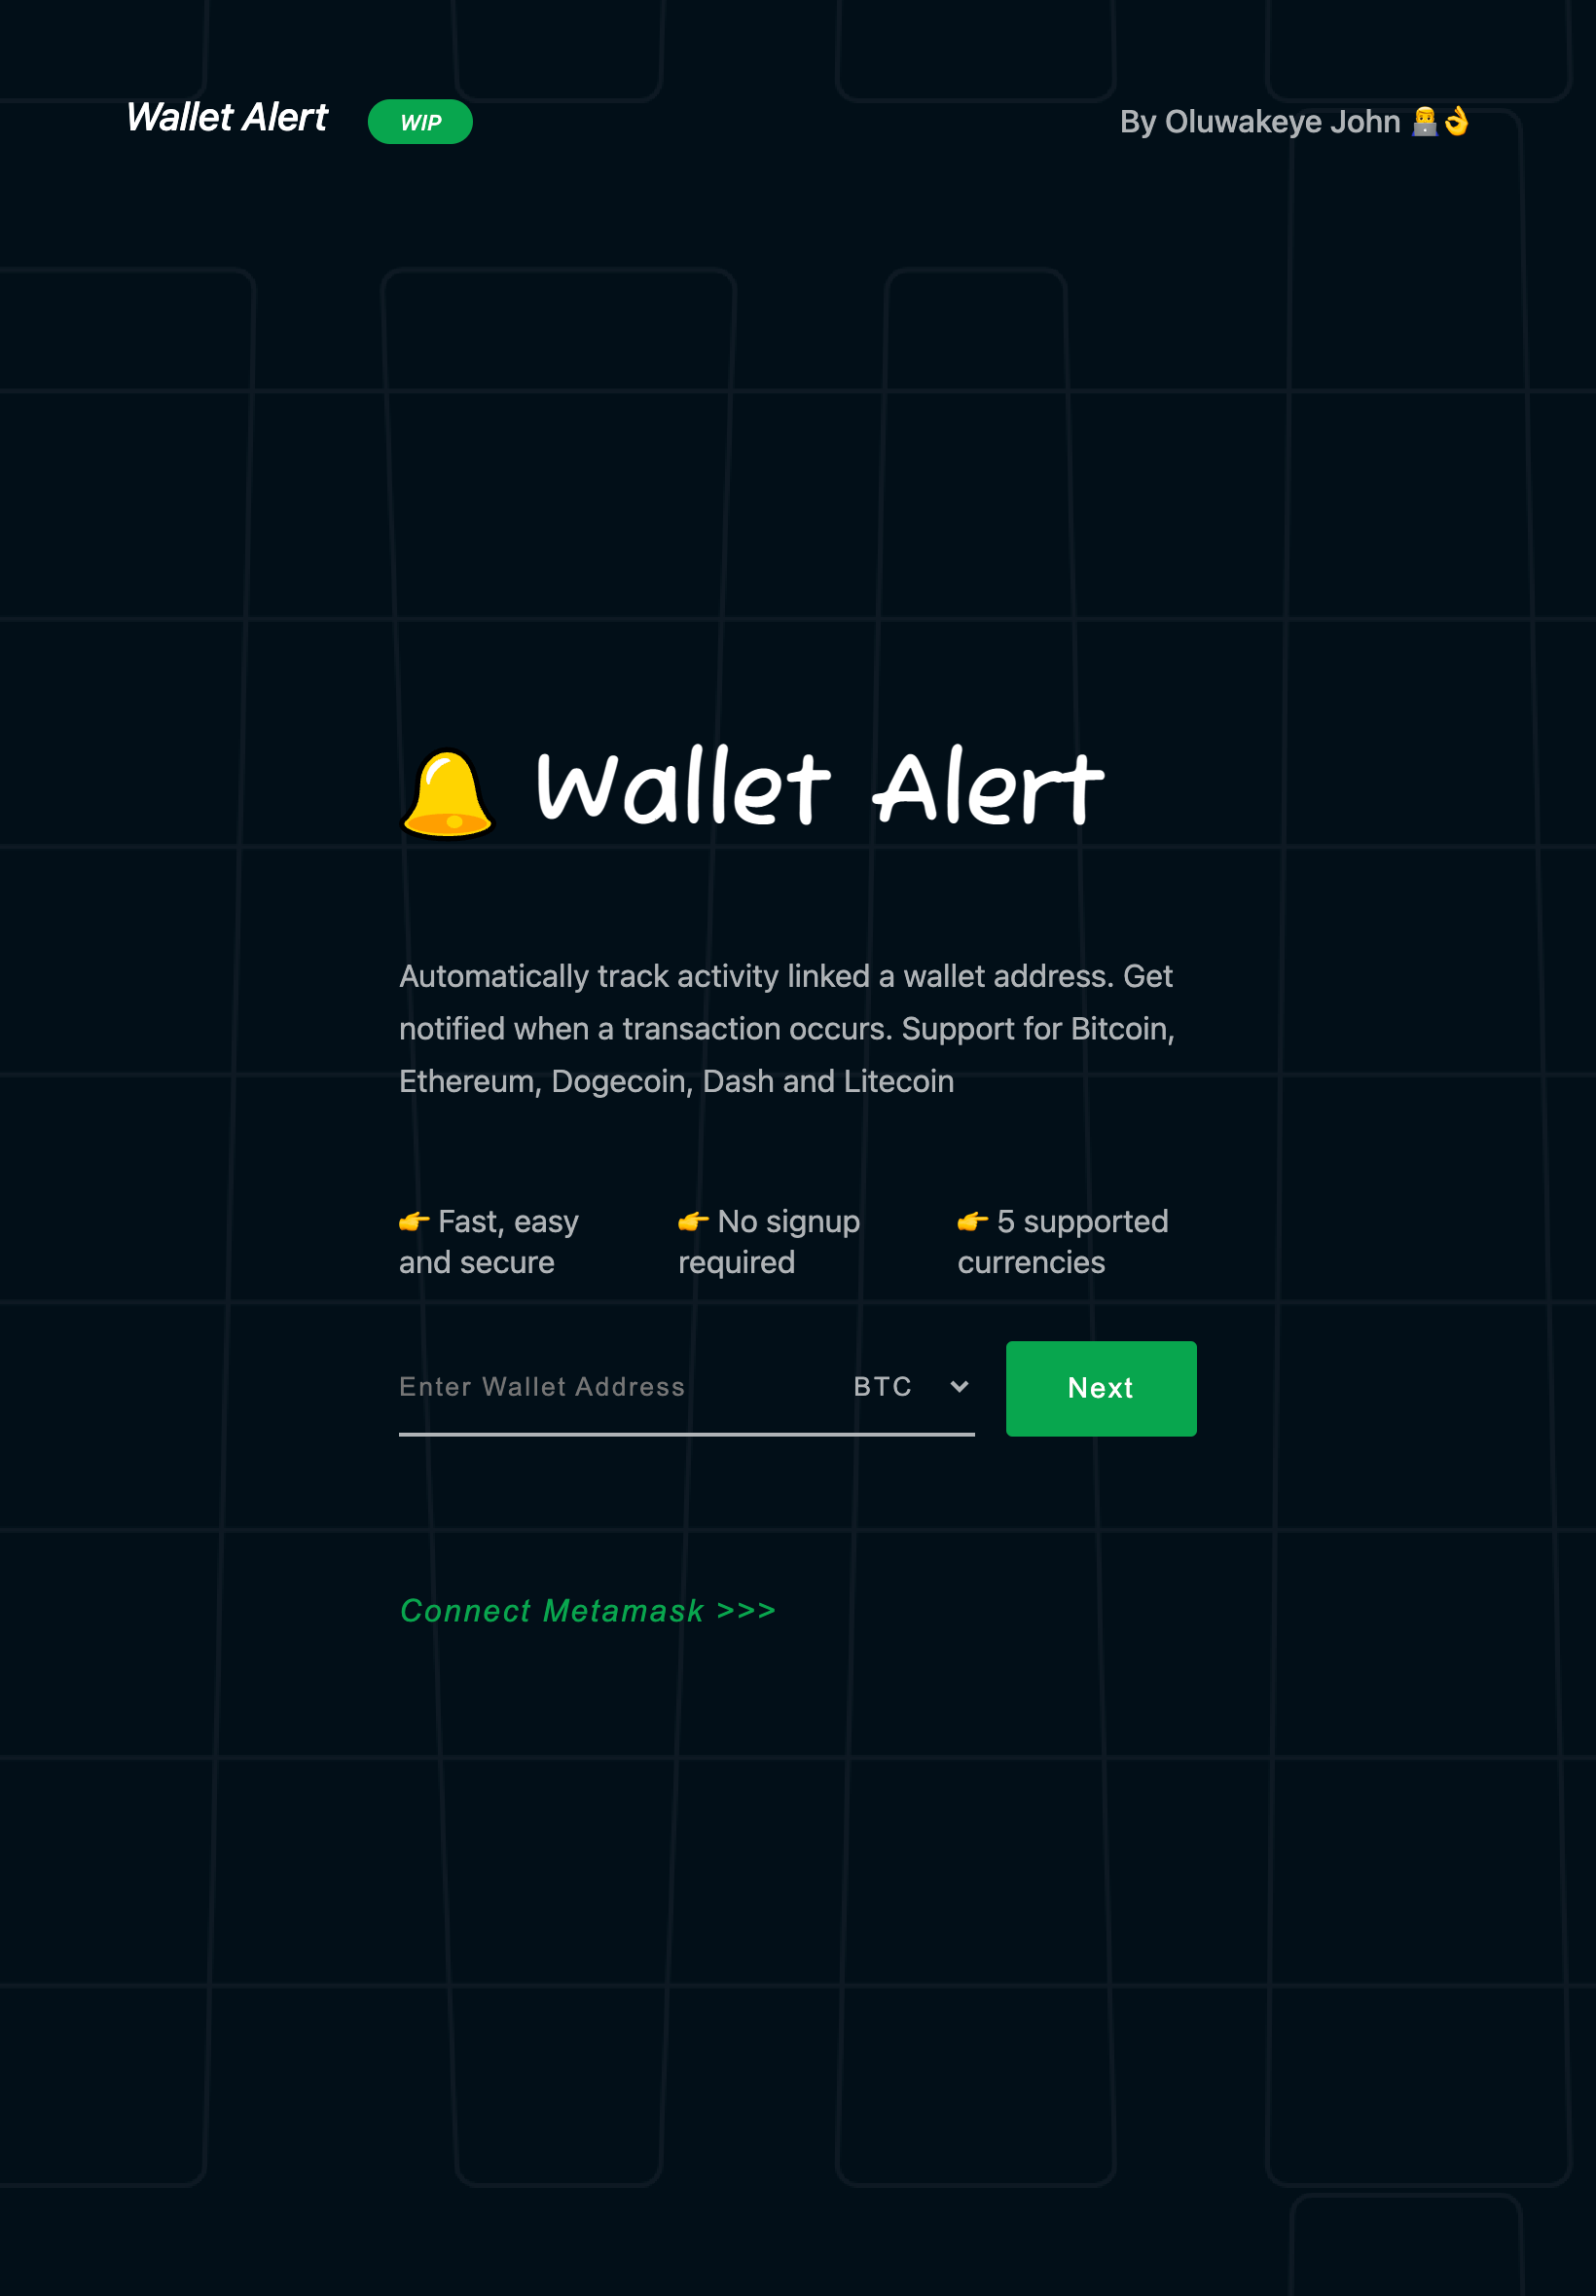 Wallet Alert
WIP
By Oluwakeye John 👨‍💻👌
Wallet Alert
Automatically track activity linked a wallet address. Get
notified when a transaction occurs. Support for Bitcoin,
Ethereum, Dogecoin, Dash and Litecoin
👉 Fast, easy
and secure
👉 No signup
required
👉 5 supported
currencies
Enter Wallet Address
BTC
Next
Connect Metamask >>>